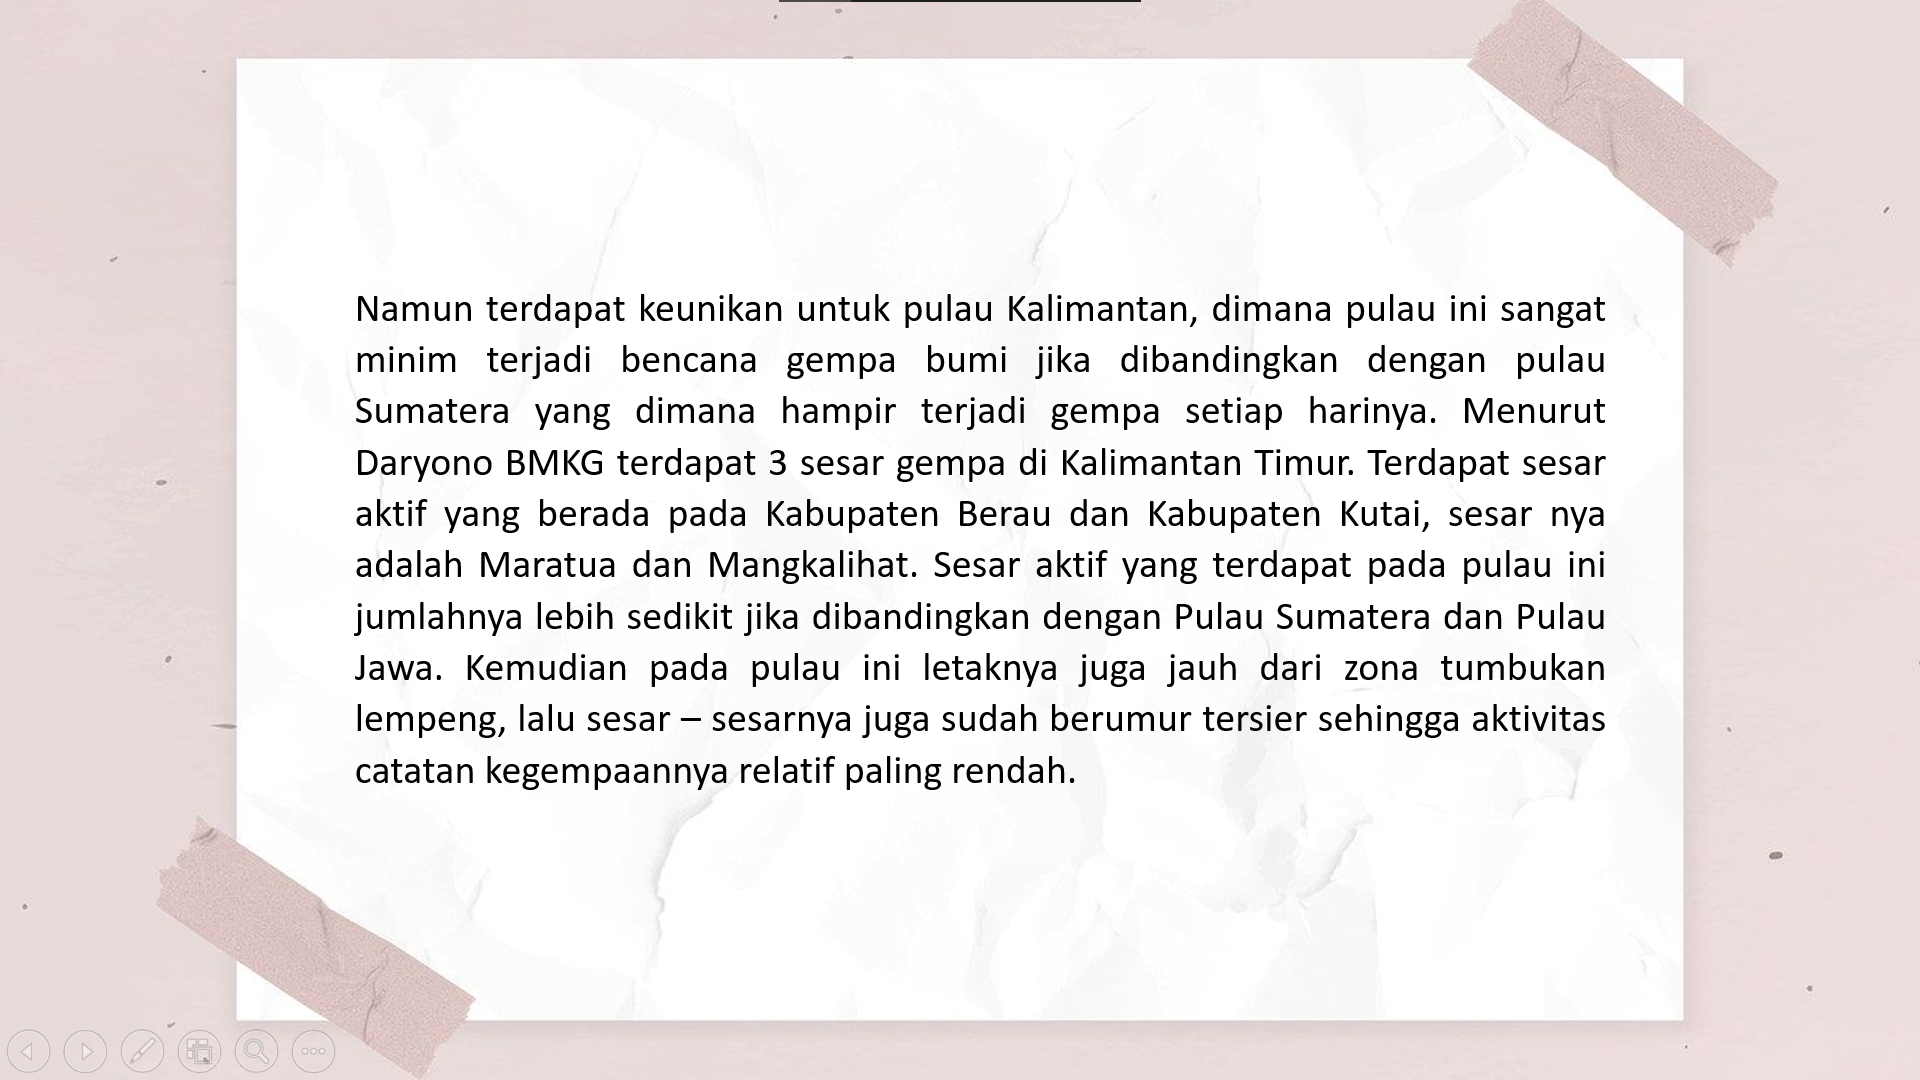 Namun terdapat keunikan untuk pulau Kalimantan, dimana pulau ini sangat
minim terjadi bencana gempa bumi jika dibandingkan dengan pulau
Sumatera yang dimana hampir terjadi gempa setiap harinya. Menurut
Daryono BMKG terdapat 3 sesar gempa di Kalimantan Timur. Terdapat sesar
aktif yang berada pada Kabupaten Berau dan Kabupaten Kutai, sesar nya
adalah Maratua dan Mangkalihat. Sesar aktif yang terdapat pada pulau ini
jumlahnya lebih sedikit jika dibandingkan dengan Pulau Sumatera dan Pulau
Jawa. Kemudian pada pulau ini letaknya juga jauh dari zona tumbukan
lempeng, lalu sesar – sesarnya juga sudah berumur tersier sehingga aktivitas
catatan kegempaannya relatif paling rendah.